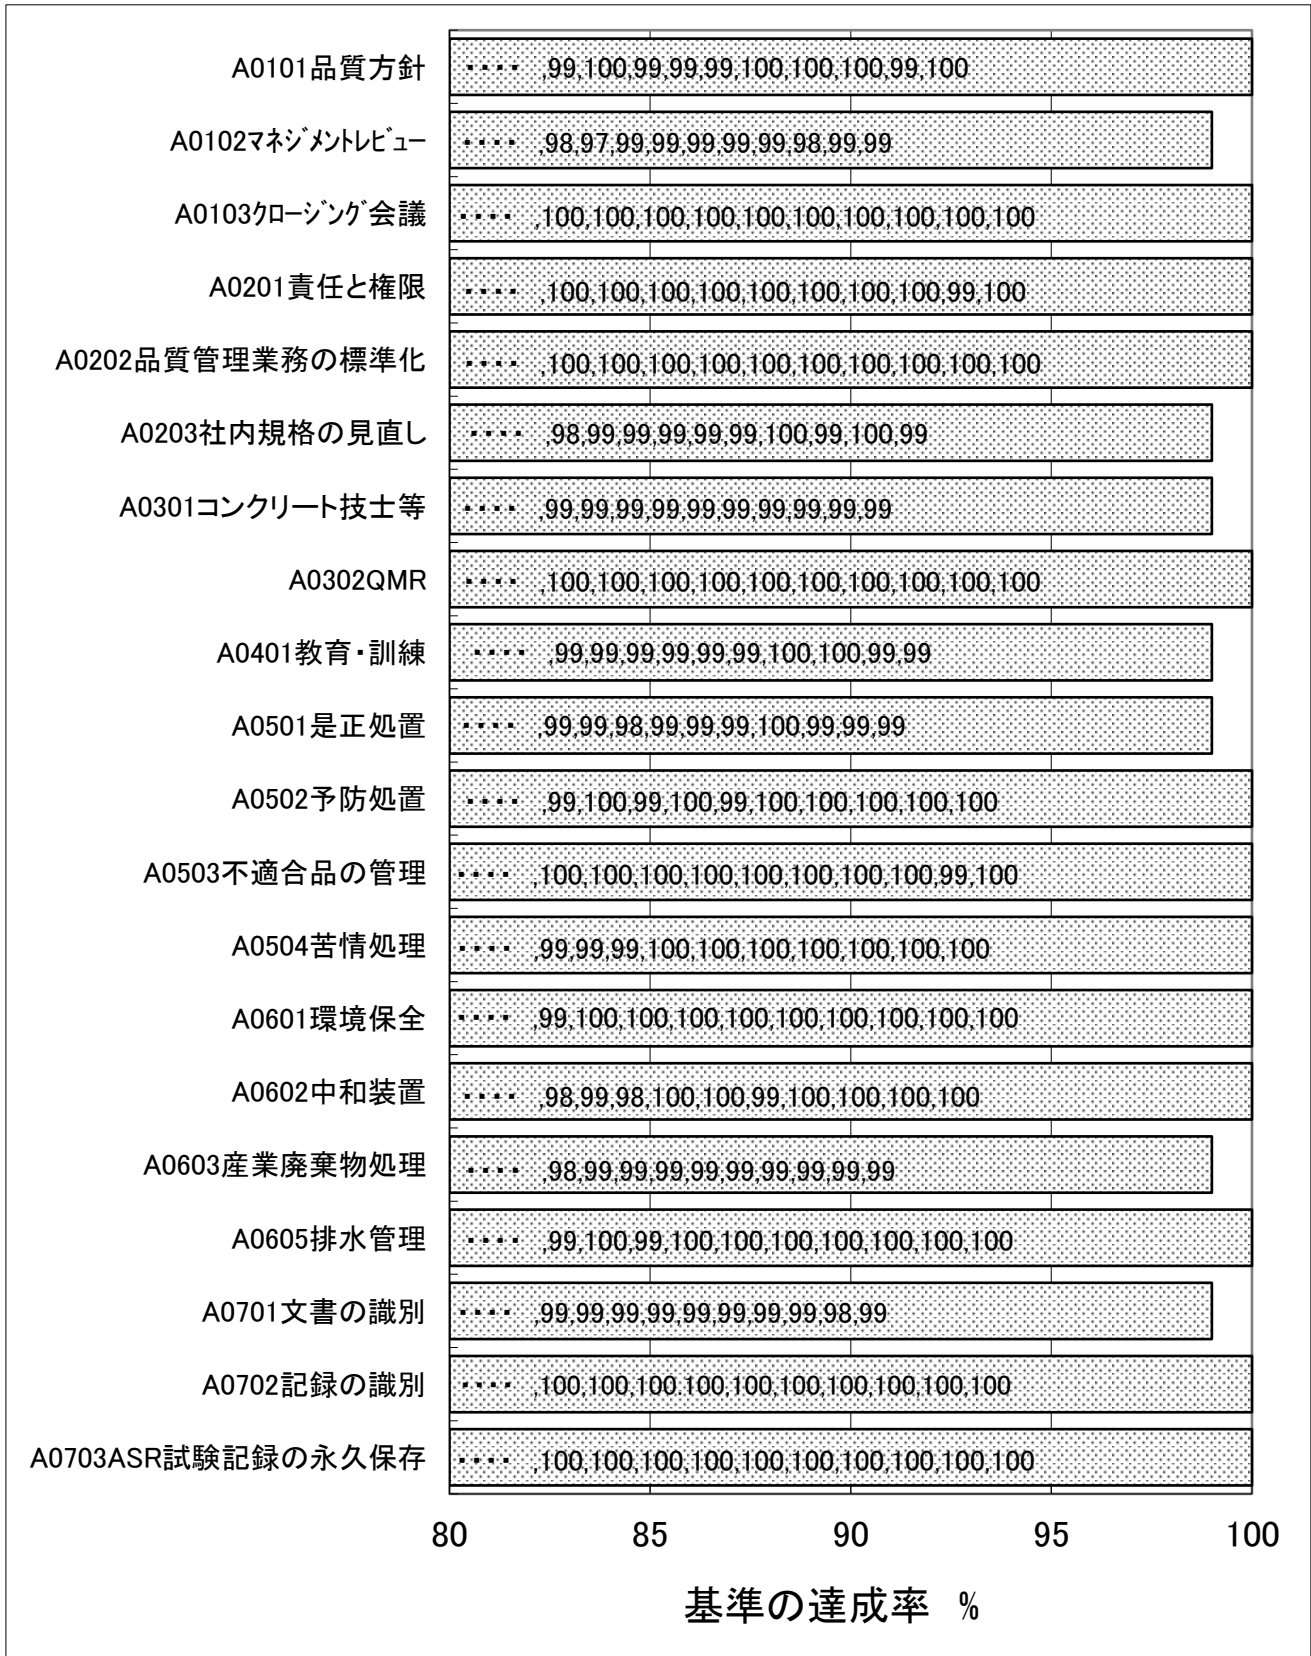 A0101品質方針 ････ ,99,100,99,99,99,100,100,100,99,100
A0102ﾏﾈｼﾞﾒﾝﾄﾚﾋﾞｭｰ ････ ,98,97,99,99,99,99,99,98,99,99
A0103ｸﾛｰｼﾞﾝｸﾞ会議 ････ ,100,100,100,100,100,100,100,100,100,100
A0201責任と権限 ････ ,100,100,100,100,100,100,100,100,99,100
A0202品質管理業務の標準化 ････ ,100,100,100,100,100,100,100,100,100,100
A0203社内規格の見直し ････ ,98,99,99,99,99,99,100,99,100,99
A0301コンクリート技士等 ････ ,99,99,99,99,99,99,99,99,99,99
A0302QMR ････ ,100,100,100,100,100,100,100,100,100,100
A0401教育・訓練 ････ ,99,99,99,99,99,99,100,100,99,99
A0501是正処置 ････ ,99,99,98,99,99,99,100,99,99,99
A0502予防処置 ････ ,99,100,99,100,99,100,100,100,100,100
A0503不適合品の管理 ････ ,100,100,100,100,100,100,100,100,99,100
A0504苦情処理 ････ ,99,99,99,100,100,100,100,100,100,100
A0601環境保全 ････ ,99,100,100,100,100,100,100,100,100,100
A0602中和装置 ････ ,98,99,98,100,100,99,100,100,100,100
A0603産業廃棄物処理 ････ ,98,99,99,99,99,99,99,99,99,99
A0605排水管理 ････ ,99,100,99,100,100,100,100,100,100,100
A0701文書の識別 ････ ,99,99,99,99,99,99,99,99,98,99
A0702記録の識別 ････ ,100,100,100.100,100,100,100,100,100,100
A0703ASR試験記録の永久保存 ････ ,100,100,100,100,100,100,100,100,100,100
80 85 90 95 100
基準の達成率 %